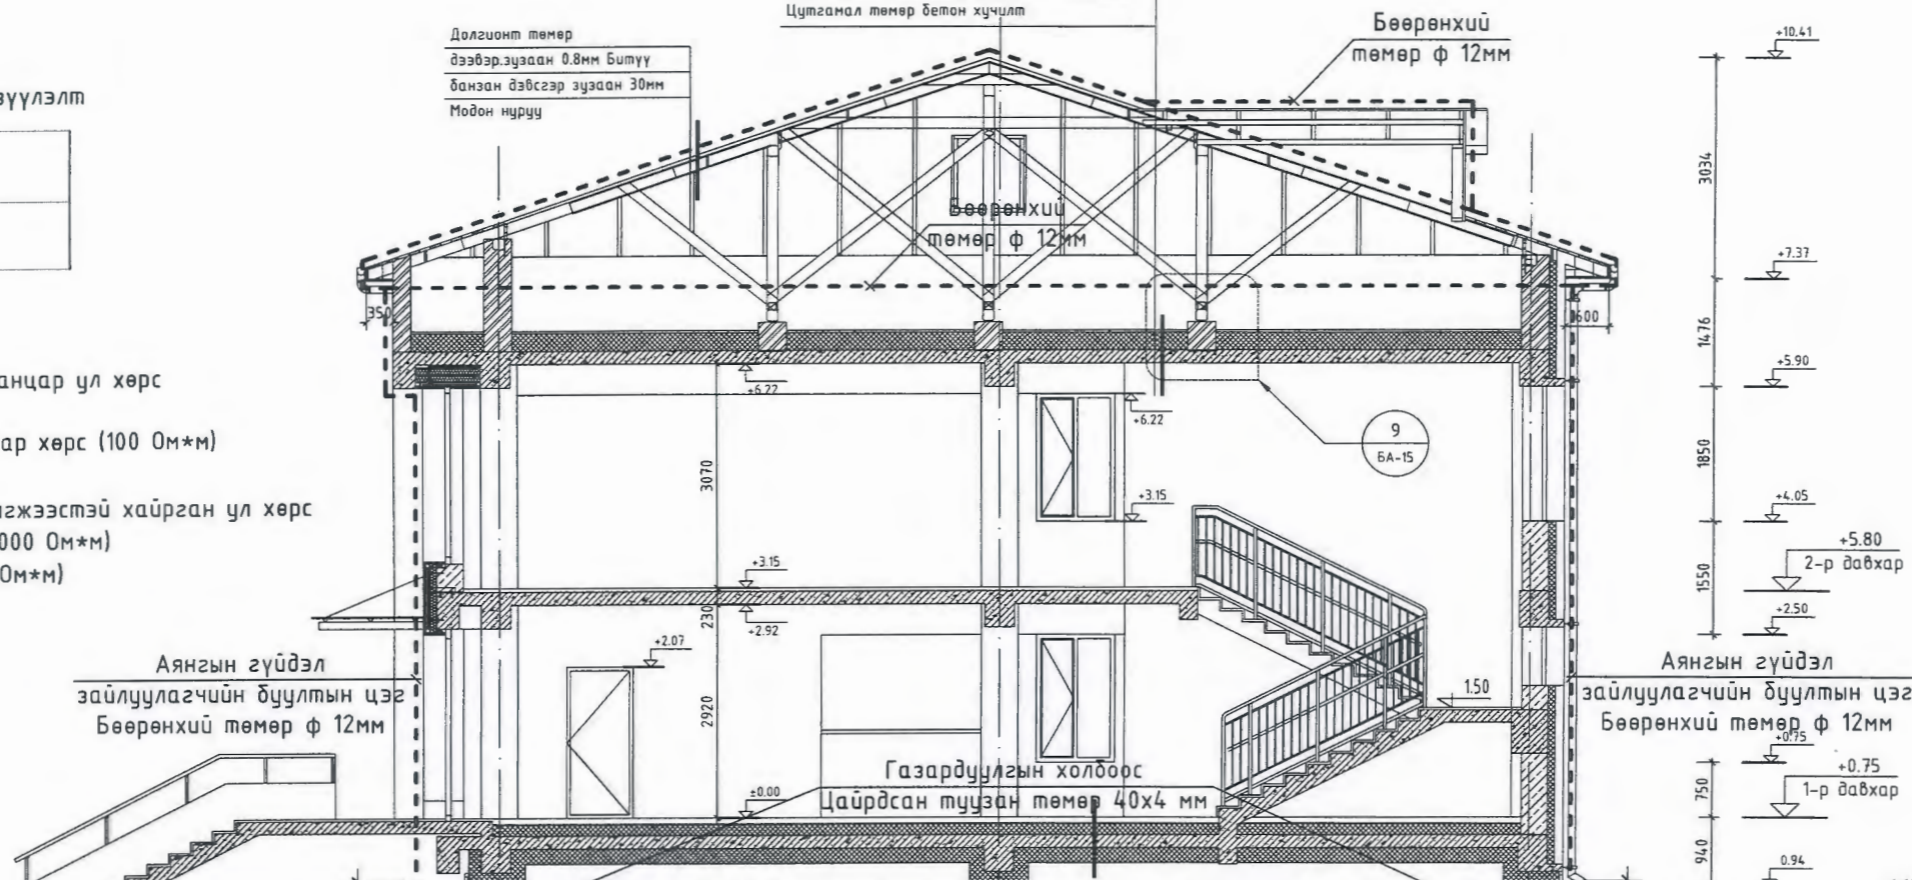 Цутгамал төмөр бетон хучилт
Долгионт төмөр
дээвэр.зузаан 0.8мм Битүү
банзан дэвсгэр зузаан 30мм
Модон нуруу
Бөөрөнхий
төмөр ф 12мм
+10.41
зүүлэлт
3034
Бөөрөнхий
төмөр ф 12мм
+7.37
350
600
1476
+5.90
анцар ул хөрс
+6.22
+6.22
9
БА-15
ар хөрс (100 Ом*м)
3070
1850
+3.15
+4.05
гжээстэй хайрган ул хөрс
000 Ом*м)
Ом*м)
+5.80
2-р давхар
+3.15
1550
230
+2.92
+2.50
+2.07
Аянгын гүйдэл
зайлуулагчийн буултын цэг
Бөөрөнхий төмөр ф 12мм
2920
1.50
Аянгын гүйдэл
зайлуулагчийн буултын цэг
Бөөрөнхий төмөр ф 12мм
+0.75
Газардуулгын холбоос
Цайрдсан туузан төмөр 40х4 мм
±0.00
750
+0.75
1-р давхар
940
0.94